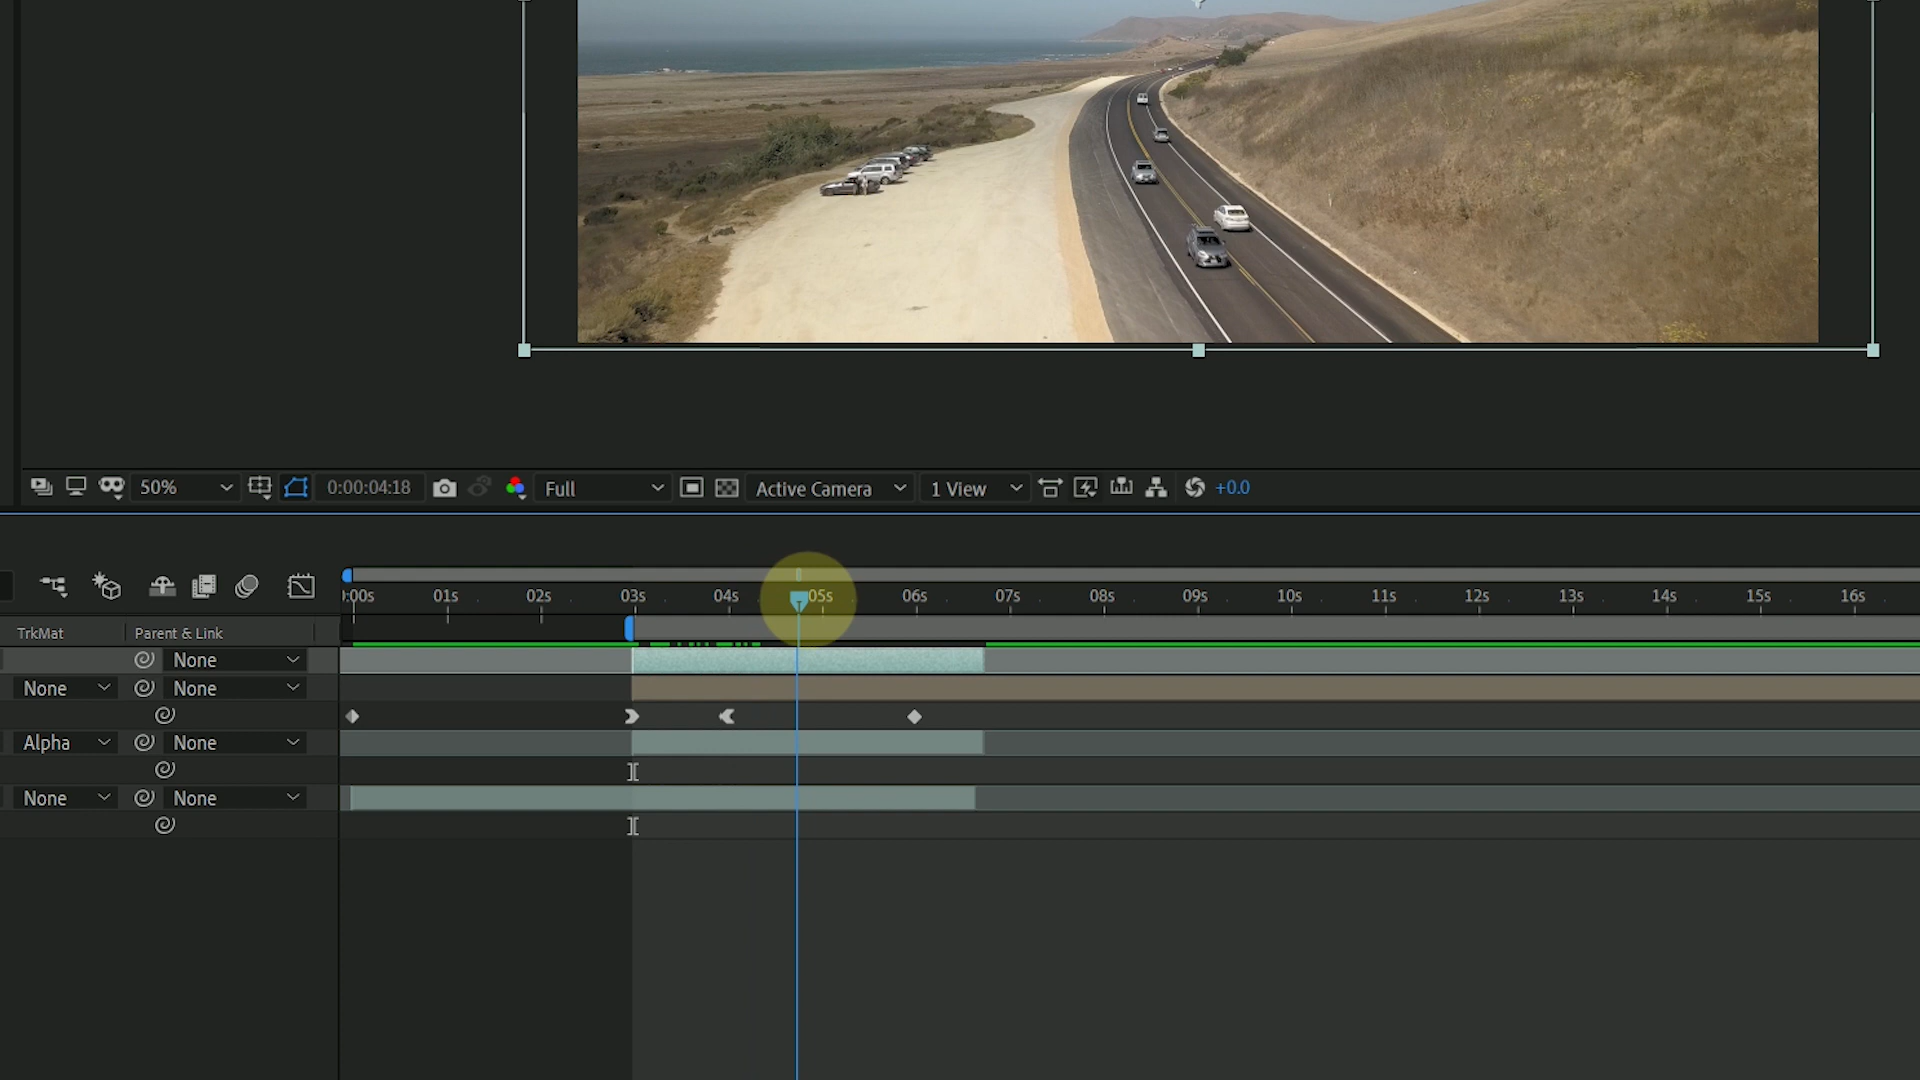 50%
0:00:04:18
Full
Active Camera
1 View
+0.0
):00s 01s 02s 03s 04s 05s 06s 07s 08s 09s 10s 11s 12s 13s 14s 15s 16s
TrkMat Parent & Link
None
None None
Alpha None
None None